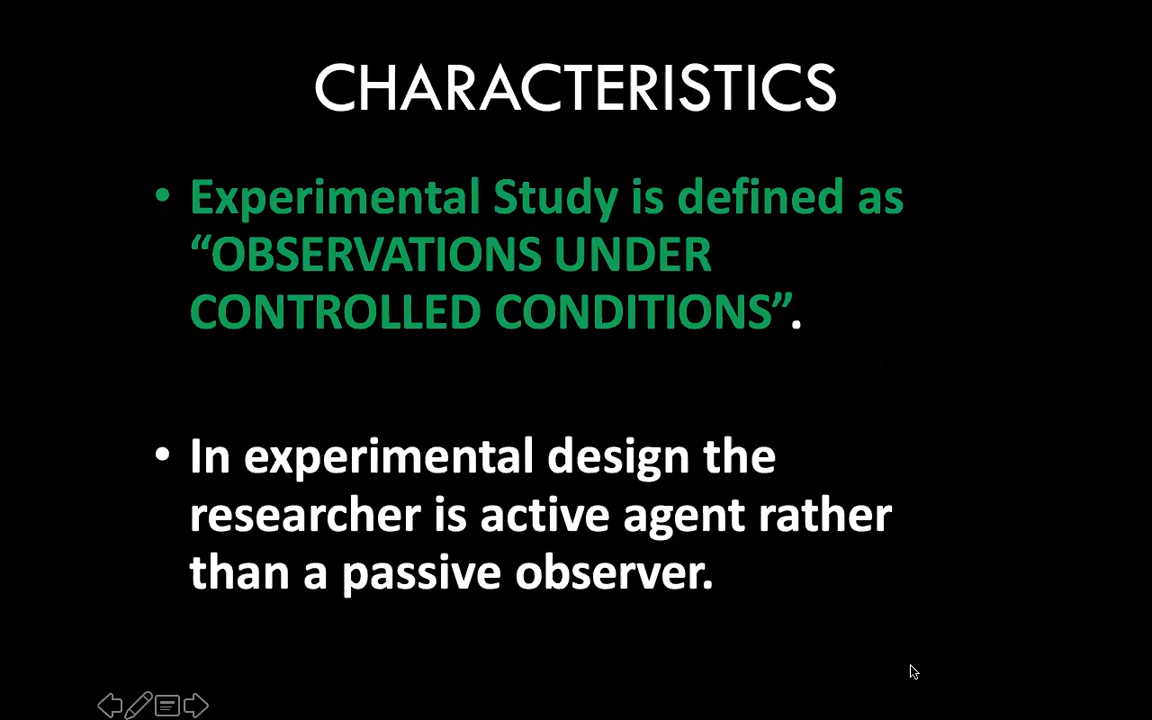 CHARACTERISTICS
• Experimental Study is defined as
“OBSERVATIONS UNDER
CONTROLLED CONDITIONS”.
• In experimental design the
researcher is active agent rather
than a passive observer.